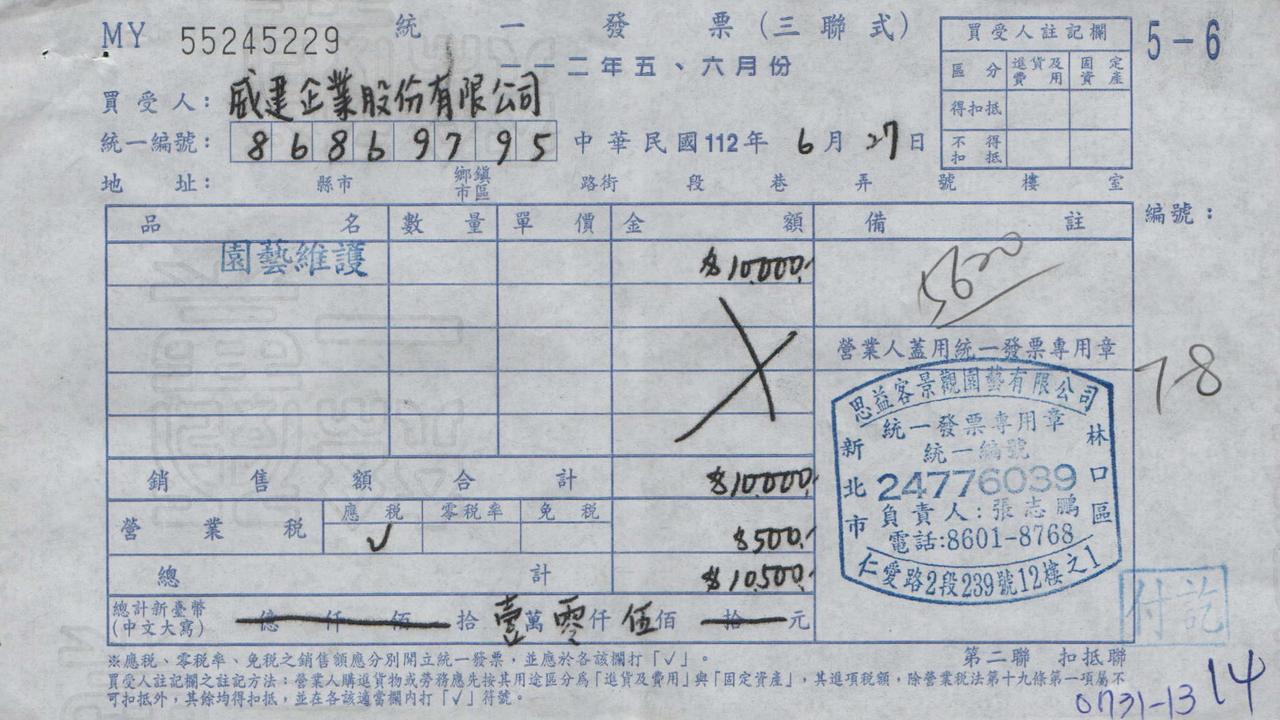 MY 55245229 統一發票(三聯式) 5-6
一一二年五、六月份
買受人註記欄
區分 進貨及費用 固定資產
得扣抵
不得扣抵
買受人: 威建企業股份有限公司
統一編號: 86869795 中華民國112年6月27日
地址: 縣市 鄉鎮市區 路街 段 巷 弄 號 樓 室
品名 數量 單價 金額 備註 編號:
園藝維護 $10,000. 5620
營業人蓋用統一發票專用章
78
思益客景觀園藝有限公司
統一發票專用章
統一編號
24776039
負責人:張志鵬
電話:8601-8768
新北市林口區
仁愛路2段239號12樓之1
銷售額合計 $10,000.
營業稅 應稅 ✓ 零稅率 免稅 $500.
總計 $10,500.
總計新臺幣(中文大寫) 億仟佰拾壹萬零仟伍佰拾元
付訖
※應稅、零稅率、免稅之銷售額應分別開立統一發票,並應於各該欄打「✓」。 第二聯 扣抵聯
買受人註記欄之註記方法:營業人購進貨物或勞務應先按其用途區分為「進貨及費用」與「固定資產」,其進項稅額,除營業稅法第十九條第一項屬不
可扣抵外,其餘均得扣抵,並在各該適當欄內打「✓」符號。
0731-13 14